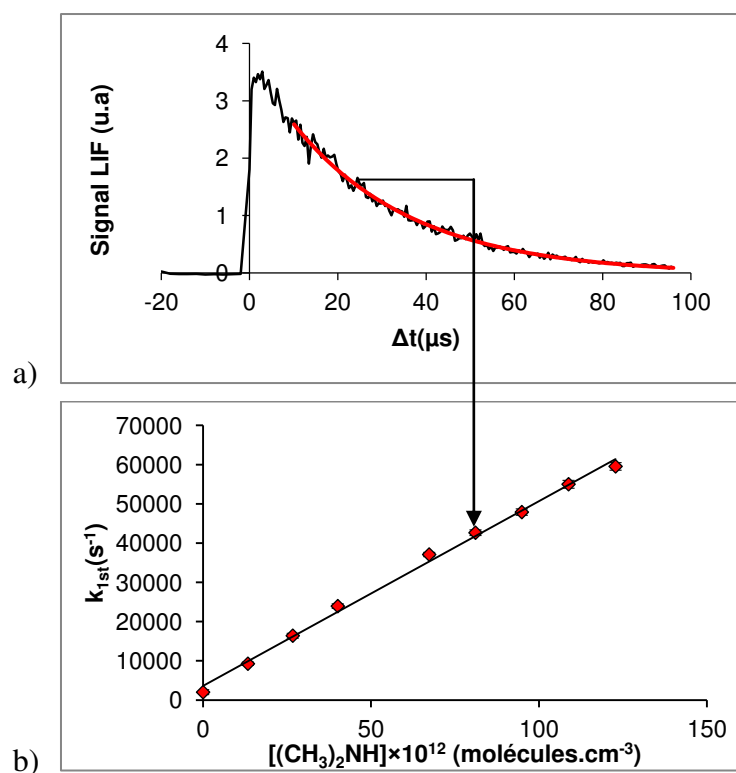 4
3
2
1
0
-20 0 20 40 60 80 100
Signal LIF (u.a)
Δt(µs)
a)
70000
60000
50000
40000
30000
20000
10000
0
0 50 100 150
k1st(s-1)
[(CH3)2NH]×10^12 (molécules.cm-3)
b)